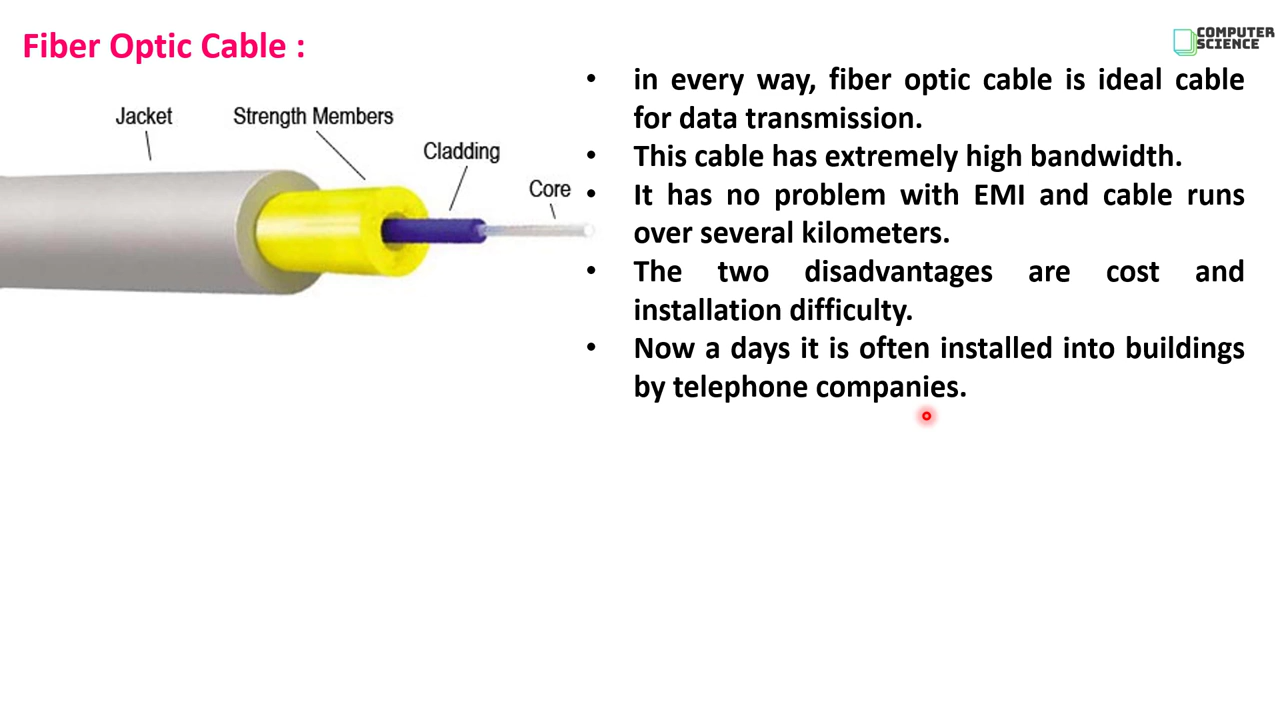 Fiber Optic Cable :
COMPUTER
SCIENCE
Jacket
Strength Members
Cladding
Core
• in every way, fiber optic cable is ideal cable
for data transmission.
• This cable has extremely high bandwidth.
• It has no problem with EMI and cable runs
over several kilometers.
• The two disadvantages are cost and
installation difficulty.
• Now a days it is often installed into buildings
by telephone companies.